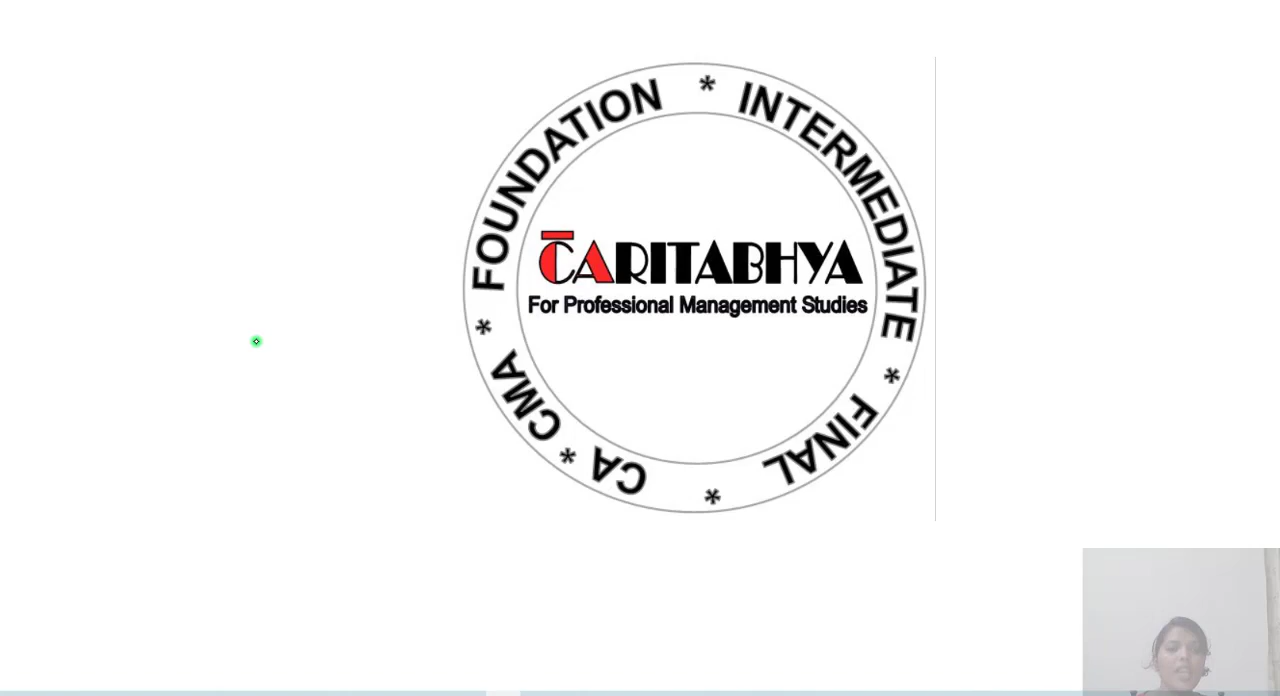 FOUNDATION * INTERMEDIATE * FINAL * CA * CMA *
CARITABHYA
For Professional Management Studies